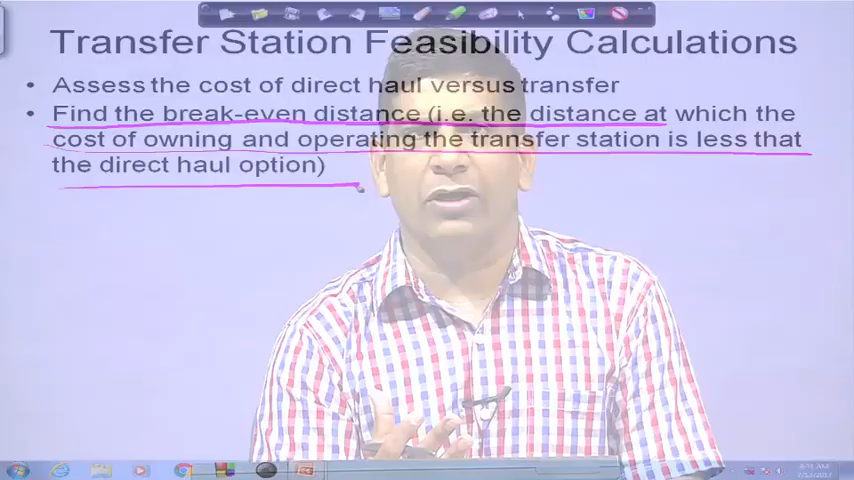 Transfer Station Feasibility Calculations
• Assess the cost of direct haul versus transfer
• Find the break-even distance (i.e. the distance at which the
cost of owning and operating the transfer station is less that
the direct haul option)